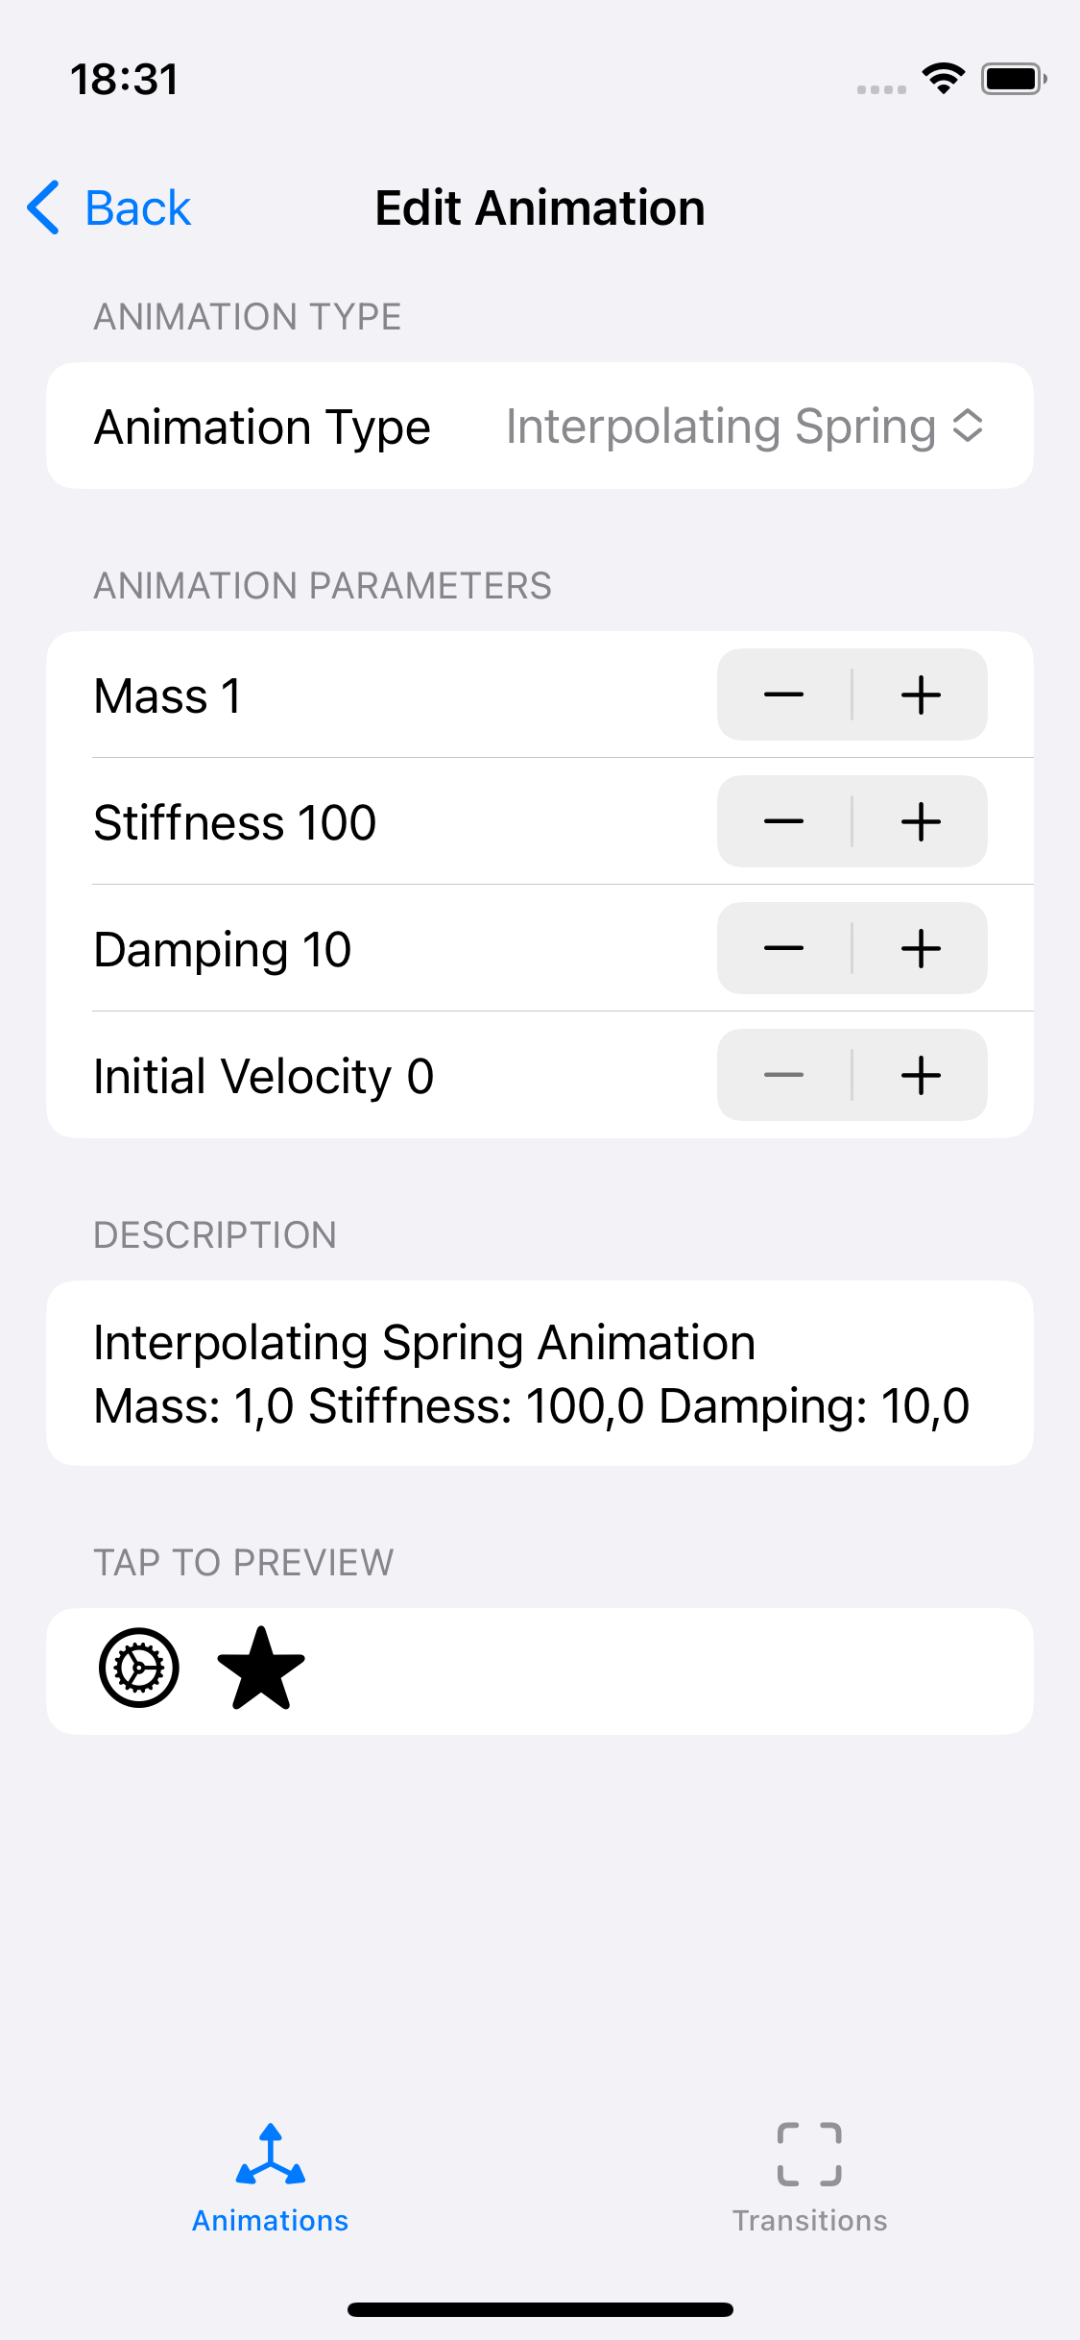 18:31
Back
Edit Animation
ANIMATION TYPE
Animation Type Interpolating Spring
ANIMATION PARAMETERS
Mass 1
Stiffness 100
Damping 10
Initial Velocity 0
DESCRIPTION
Interpolating Spring Animation
Mass: 1,0 Stiffness: 100,0 Damping: 10,0
TAP TO PREVIEW
Animations
Transitions